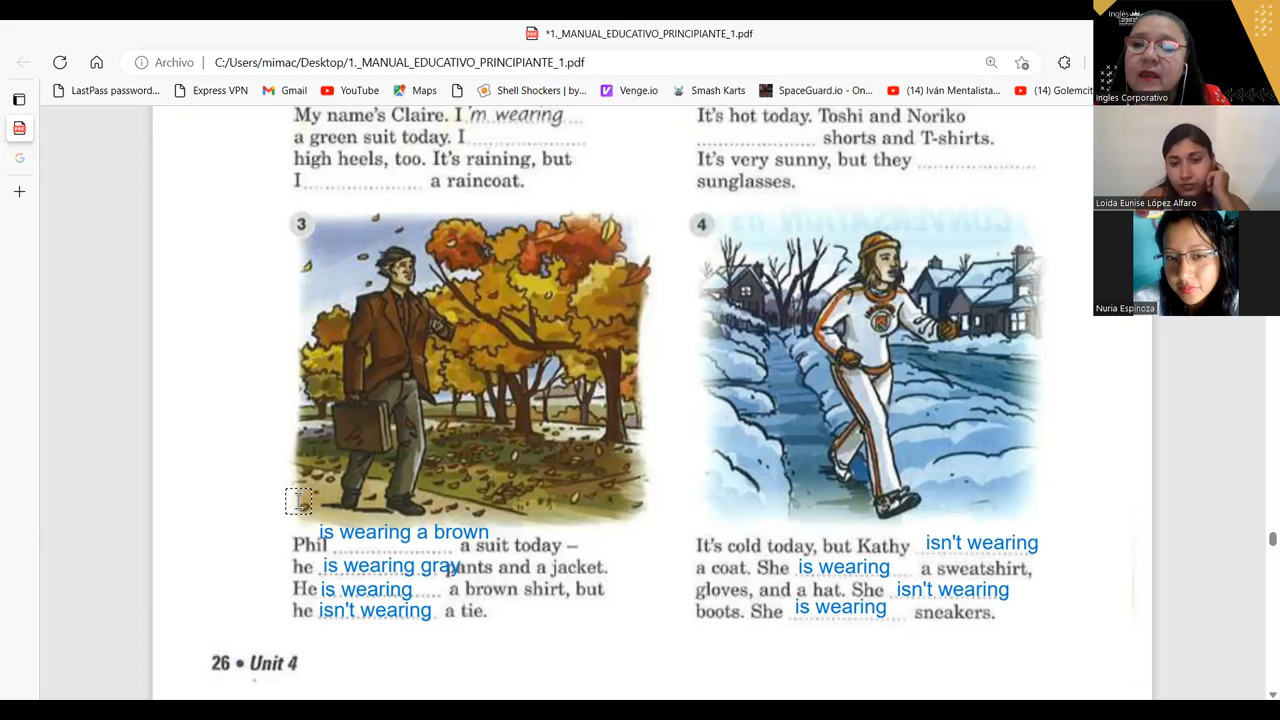 *1._MANUAL_EDUCATIVO_PRINCIPIANTE_1.pdf
Archivo C:/Users/mimac/Desktop/1._MANUAL_EDUCATIVO_PRINCIPIANTE_1.pdf
LastPass password... Express VPN Gmail YouTube Maps Shell Shockers | by... Venge.io Smash Karts SpaceGuard.io - On... (14) Iván Mentalista... (14) Golemcit
Inglés
Corporativo
Ingles Corporativo
Loida Eunise López Alfaro
Nuria Espinoza
My name's Claire. I 'm wearing
a green suit today. I
high heels, too. It's raining, but
I a raincoat.
It's hot today. Toshi and Noriko
shorts and T-shirts.
It's very sunny, but they
sunglasses.
3
4
Phil is wearing a brown a suit today –
he is wearing gray pants and a jacket.
He is wearing a brown shirt, but
he isn't wearing a tie.
It's cold today, but Kathy isn't wearing
a coat. She is wearing a sweatshirt,
gloves, and a hat. She isn't wearing
boots. She is wearing sneakers.
26 • Unit 4